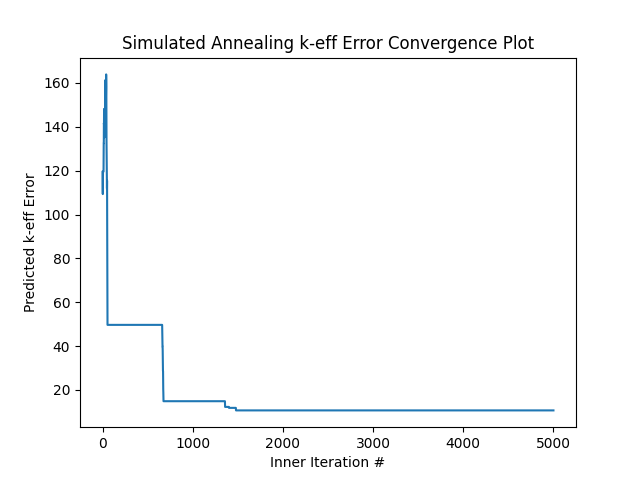 Simulated Annealing k-eff Error Convergence Plot
160
140
120
100
80
60
40
20
Predicted k-eff Error
0 1000 2000 3000 4000 5000
Inner Iteration #